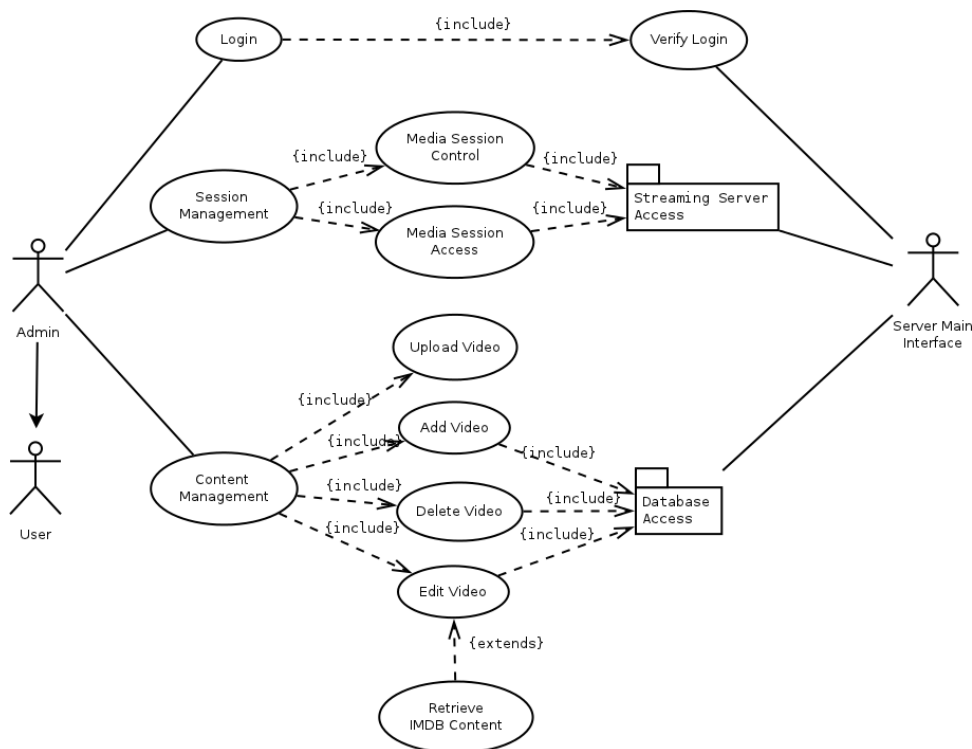 Login
{include}
Verify Login
Session
Management
{include}
Media Session
Control
{include}
Streaming Server
Access
{include}
Media Session
Access
{include}
Admin
Server Main
Interface
Upload Video
{include}
Add Video
{include}
{include}
Content
Management
{include}
Delete Video
{include}
Database
Access
{include}
{include}
Edit Video
User
{extends}
Retrieve
IMDB Content